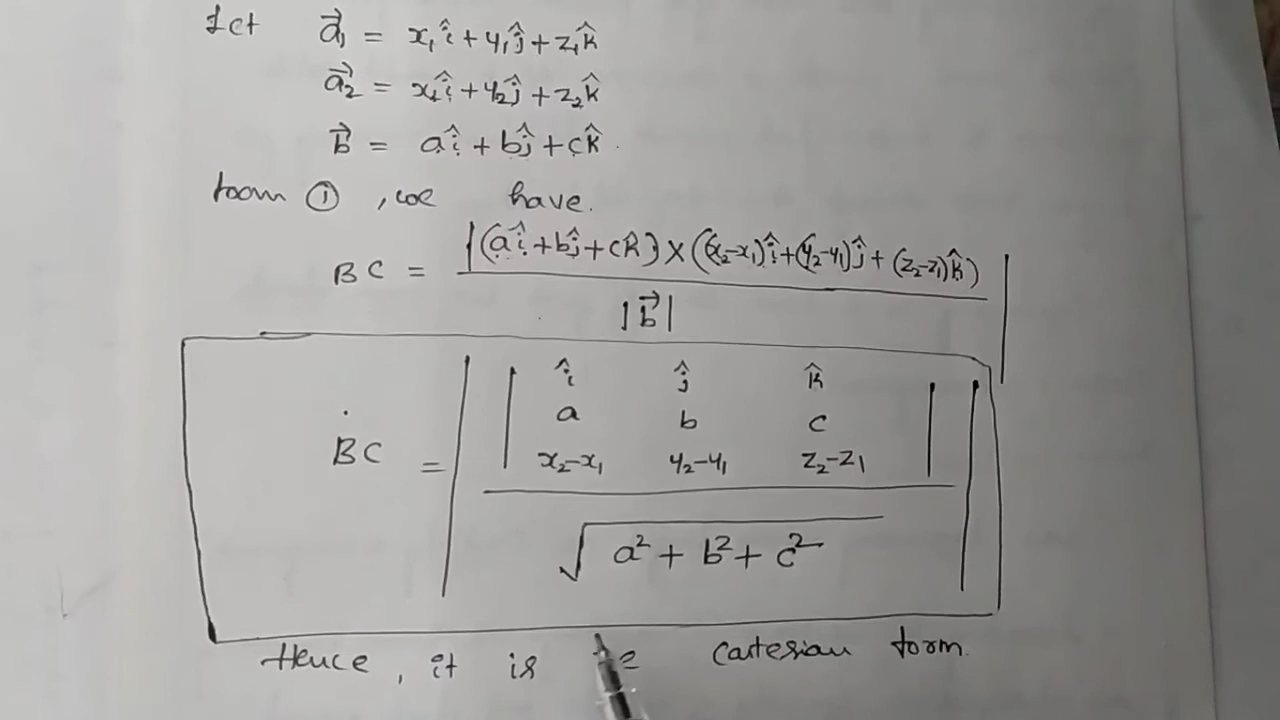 Let a⃗₁ = x₁î + y₁ĵ + z₁k̂
a⃗₂ = x₂î + y₂ĵ + z₂k̂
b⃗ = aî + bĵ + ck̂
from ①, we have.
BC = |(aî + bĵ + ck̂) × ((x₂-x₁)î + (y₂-y₁)ĵ + (z₂-z₁)k̂)|
|b⃗|
î ĵ k̂
a b c
BC = | x₂-x₁ y₂-y₁ z₂-z₁ |
√a² + b² + c²
Hence, it is cartesian form.